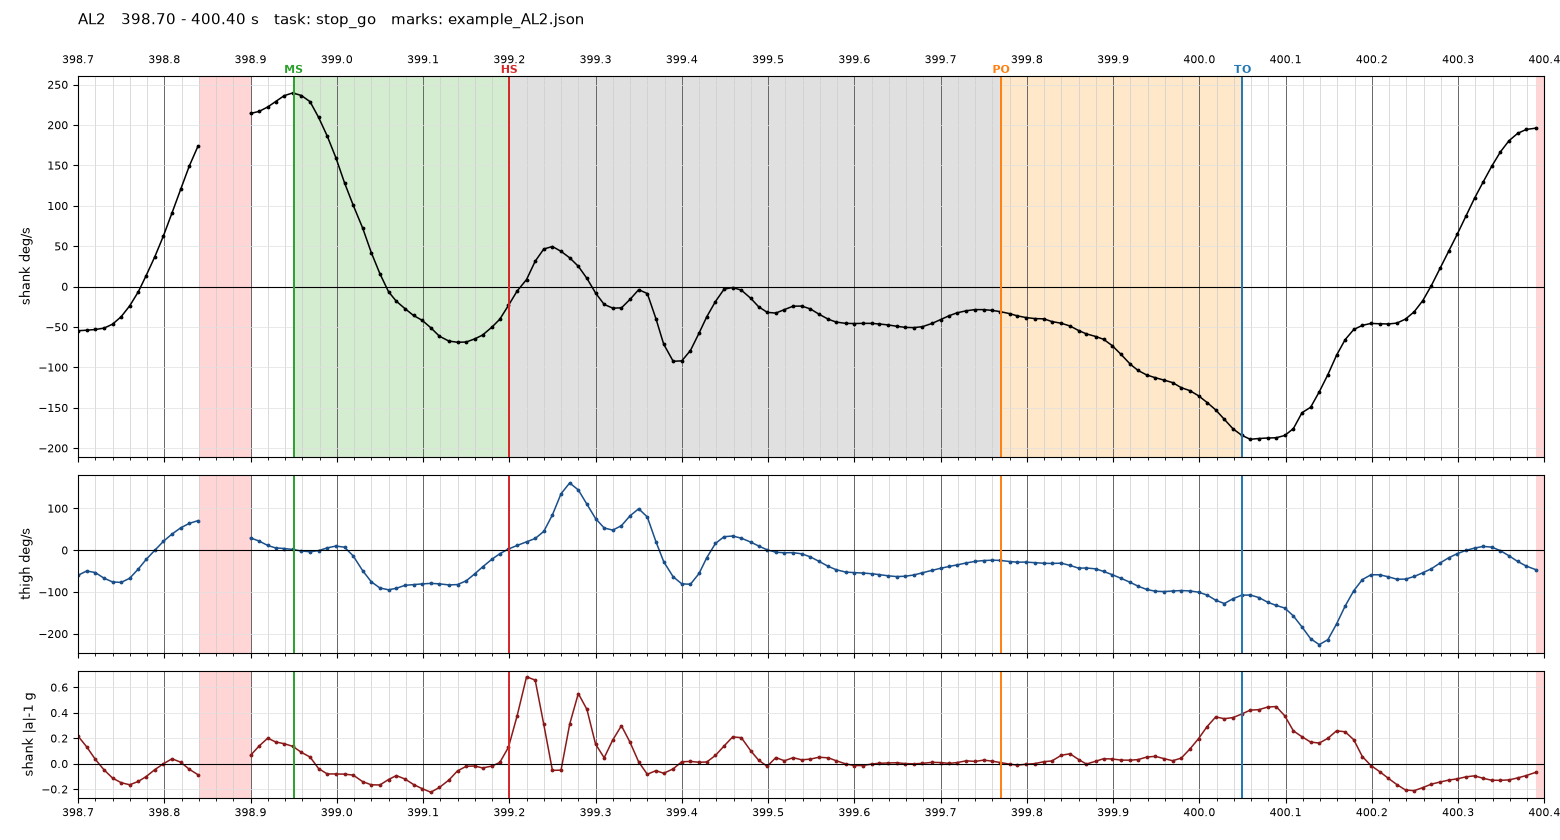 AL2 398.70 - 400.40 s task: stop_go marks: example_AL2.json
398.7 398.8 398.9 399.0 399.1 399.2 399.3 399.4 399.5 399.6 399.7 399.8 399.9 400.0 400.1 400.2 400.3 400.4
MS HS PO TO
250
200
150
100
50
0
−50
−100
−150
−200
shank deg/s
100
0
−100
−200
thigh deg/s
0.6
0.4
0.2
0.0
−0.2
shank |a|-1 g
398.7 398.8 398.9 399.0 399.1 399.2 399.3 399.4 399.5 399.6 399.7 399.8 399.9 400.0 400.1 400.2 400.3 400.4